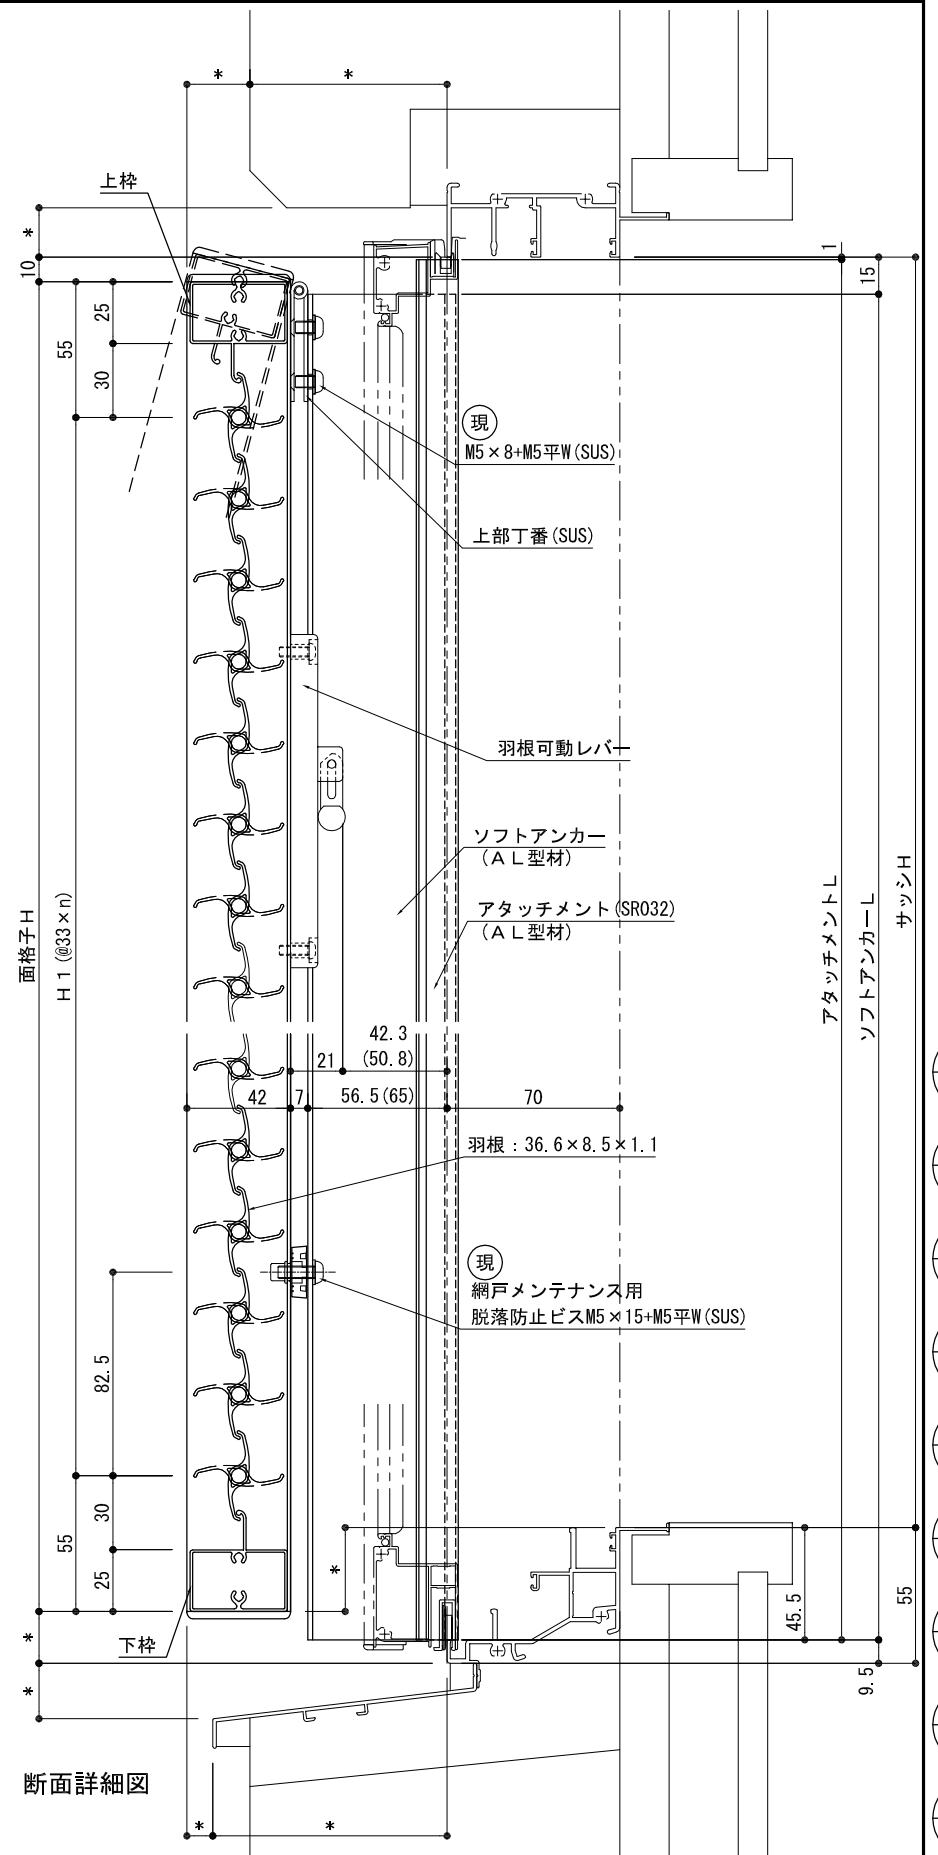 *
*
上枠
*
10
1
15
25
55
30
現
M5×8+M5平W(SUS)
上部丁番(SUS)
羽根可動レバー
ソフトアンカー
(AL型材)
アタッチメント(SR032)
(AL型材)
面格子H
H1(@33×n)
アタッチメントL
ソフトアンカーL
サッシH
42.3
21
(50.8)
42
7
56.5(65)
70
羽根：36.6×8.5×1.1
現
網戸メンテナンス用
脱落防止ビスM5×15+M5平W(SUS)
82.5
30
55
25
*
45.5
55
*
下枠
*
9.5
断面詳細図
*
*